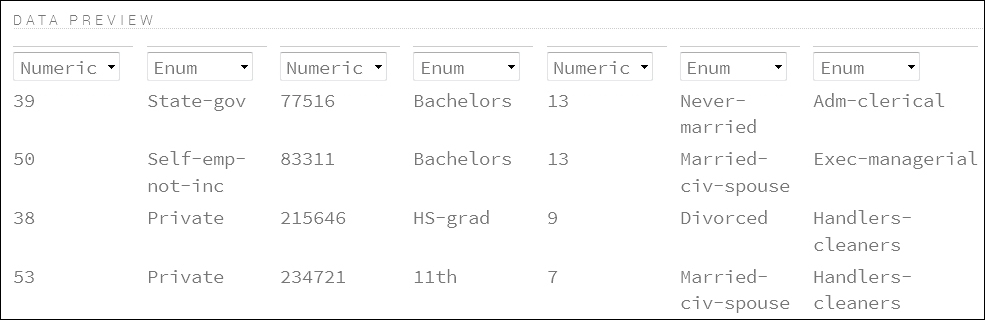 DATA PREVIEW
Numeric Enum Numeric Enum Numeric Enum Enum
39 State-gov 77516 Bachelors 13 Never- Adm-clerical
married
50 Self-emp- 83311 Bachelors 13 Married- Exec-managerial
not-inc civ-spouse
38 Private 215646 HS-grad 9 Divorced Handlers-
cleaners
53 Private 234721 11th 7 Married- Handlers-
civ-spouse cleaners